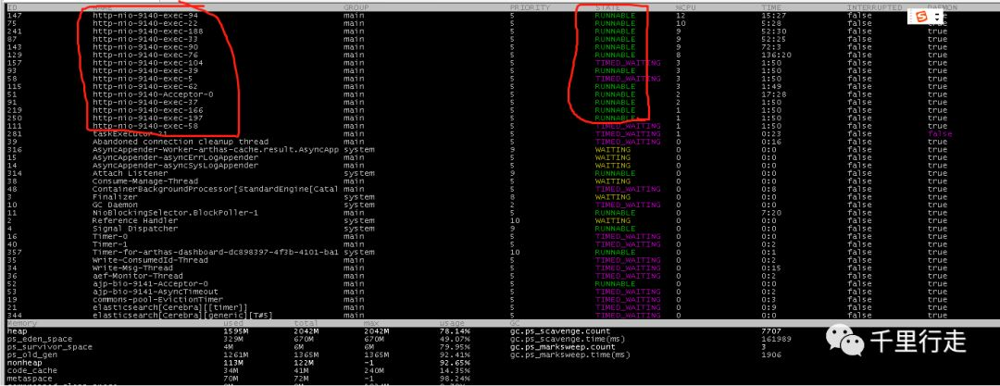 ID NAME GROUP PRIORITY STATE %CPU TIME INTERRUPTED DAEMON
147 http-nio-9140-exec-94 main 5 RUNNABLE 12 15:27 false true
75 http-nio-9140-exec-22 main 5 RUNNABLE 10 5:28 false true
241 http-nio-9140-exec-188 main 5 RUNNABLE 9 52:30 false true
87 http-nio-9140-exec-33 main 5 RUNNABLE 9 52:25 false true
143 http-nio-9140-exec-90 main 5 RUNNABLE 9 72:3 false true
129 http-nio-9140-exec-76 main 5 RUNNABLE 8 136:20 false true
157 http-nio-9140-exec-104 main 5 TIMED_WAITING 3 1:50 false true
93 http-nio-9140-exec-39 main 5 RUNNABLE 3 1:50 false true
58 http-nio-9140-exec-5 main 5 TIMED_WAITING 3 1:50 false true
115 http-nio-9140-exec-62 main 5 RUNNABLE 3 1:49 false true
51 http-nio-9140-Acceptor-0 main 5 RUNNABLE 2 17:28 false true
91 http-nio-9140-exec-37 main 5 RUNNABLE 2 1:50 false true
219 http-nio-9140-exec-166 main 5 RUNNABLE 1 1:50 false true
250 http-nio-9140-exec-197 main 5 RUNNABLE 1 1:50 false true
111 http-nio-9140-exec-58 main 5 TIMED_WAITING 1 1:50 false true
281 taskExecutor-21 main 5 TIMED_WAITING 1 0:23 false false
39 Abandoned connection cleanup thread main 5 TIMED_WAITING 0 0:16 false true
316 AsyncAppender-Worker-arthas-cache.result.AsyncApp system 9 WAITING 0 0:0 false true
15 AsyncAppender-asyncErrLogAppender main 5 WAITING 0 0:0 false true
14 AsyncAppender-asyncSysLogAppender main 5 WAITING 0 0:0 false true
314 Attach Listener system 9 RUNNABLE 0 0:0 false true
38 Consume-Manage-Thread main 5 WAITING 0 0:0 false true
48 ContainerBackgroundProcessor[StandardEngine[Catal main 5 TIMED_WAITING 0 0:8 false true
3 Finalizer system 8 WAITING 0 0:0 false true
10 GC Daemon system 2 TIMED_WAITING 0 0:0 false true
11 NioBlockingSelector.BlockPoller-1 main 5 RUNNABLE 0 7:20 false true
2 Reference Handler system 10 WAITING 0 0:0 false true
4 Signal Dispatcher system 9 RUNNABLE 0 0:0 false true
16 Timer-0 main 5 TIMED_WAITING 0 0:2 false true
40 Timer-1 main 5 TIMED_WAITING 0 0:2 false true
357 Timer-for-arthas-dashboard-dc898397-4f3b-4101-ba1 system 10 RUNNABLE 0 0:1 false true
35 Write-ConsumedId-Thread main 5 TIMED_WAITING 0 0:2 false true
34 Write-Msg-Thread main 5 TIMED_WAITING 0 0:15 false true
36 aef-Monitor-Thread main 5 TIMED_WAITING 0 0:2 false true
52 ajp-bio-9141-Acceptor-0 main 5 RUNNABLE 0 0:0 false true
53 ajp-bio-9141-AsyncTimeout main 5 TIMED_WAITING 0 0:2 false true
19 commons-pool-EvictionTimer main 5 TIMED_WAITING 0 0:3 false true
21 elasticsearch[Cerebra][[timer]] main 5 TIMED_WAITING 0 0:9 false true
344 elasticsearch[Cerebra][generic][T#5] main 5 TIMED_WAITING 0 0:0 false true
Memory used total max usage GC
heap 1595M 2042M 2042M 78.14% gc.ps_scavenge.count 7707
ps_eden_space 329M 670M 670M 49.07% gc.ps_scavenge.time(ms) 161989
ps_survivor_space 4M 6M 6M 79.95% gc.ps_marksweep.count 3
ps_old_gen 1261M 1365M 1365M 92.41% gc.ps_marksweep.time(ms) 1906
nonheap 113M 122M -1 92.65%
code_cache 34M 41M 240M 14.35%
metaspace 70M 72M -1 98.24%
千里行走